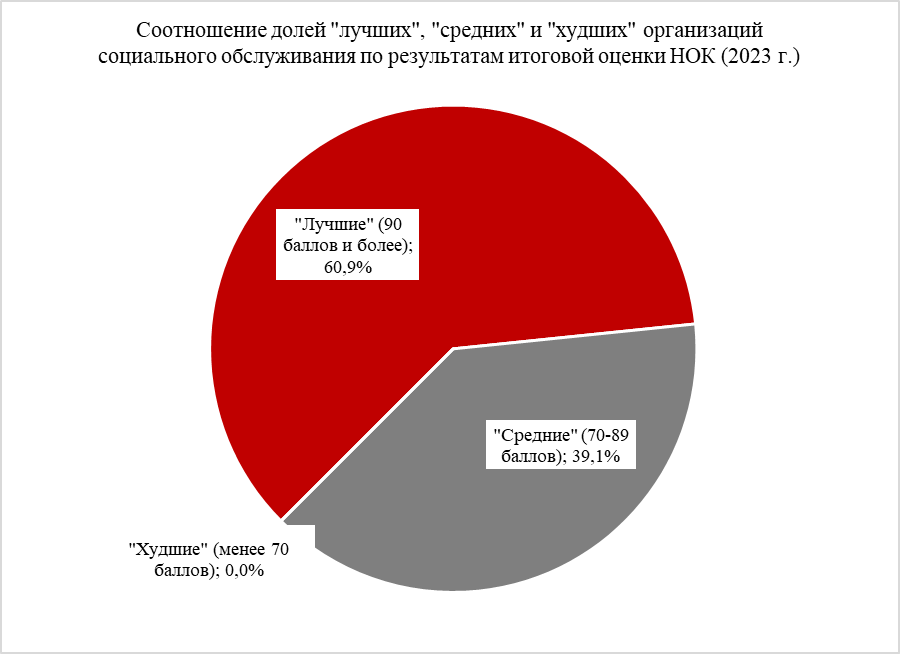 Соотношение долей "лучших", "средних" и "худших" организаций
социального обслуживания по результатам итоговой оценки НОК (2023 г.)
"Лучшие" (90
баллов и более);
60,9%
"Средние" (70-89
баллов); 39,1%
"Худшие" (менее 70
баллов); 0,0%